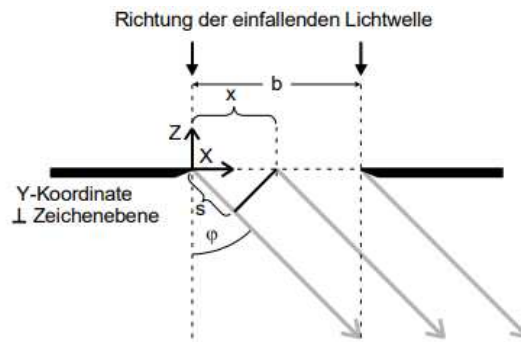 Richtung der einfallenden Lichtwelle
b
x
Z
X
Y-Koordinate
⊥ Zeichenebene
s
φ